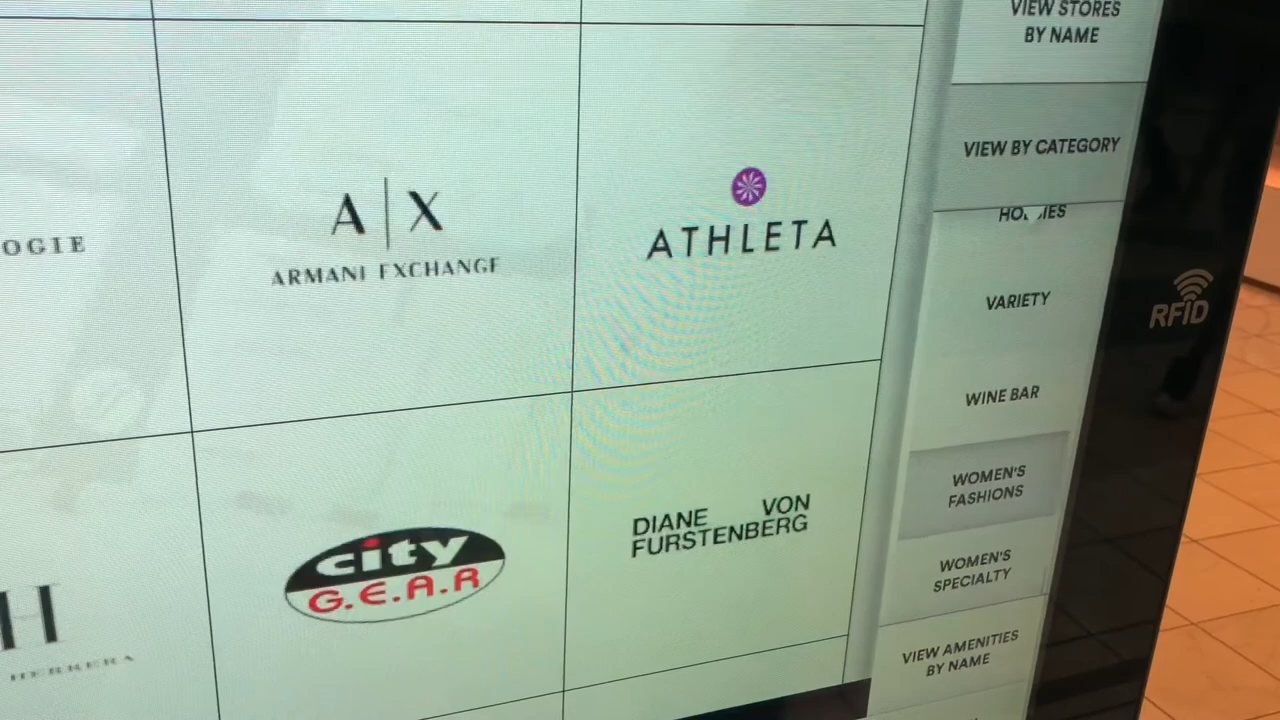 OGIE
A|X
ARMANI EXCHANGE
ATHLETA
H
HERRERA
city
G.E.A.R
DIANE VON
FURSTENBERG
VIEW STORES
BY NAME
VIEW BY CATEGORY
VARIETY
WINE BAR
WOMEN'S
FASHIONS
WOMEN'S
SPECIALTY
VIEW AMENITIES
BY NAME
RFID